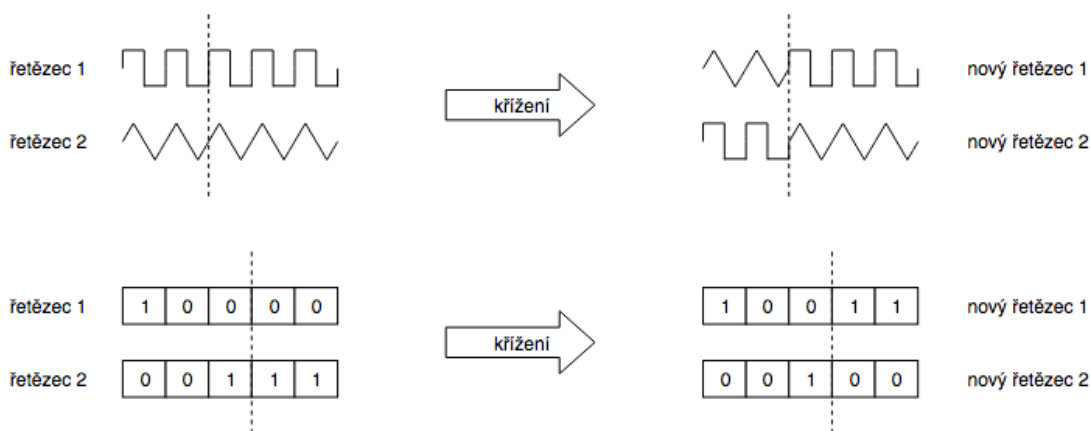 řetězec 1
nový řetězec 1
křížení
řetězec 2
nový řetězec 2
řetězec 1
1 0 0 0 0
1 0 0 1 1
nový řetězec 1
křížení
řetězec 2
0 0 1 1 1
0 0 1 0 0
nový řetězec 2